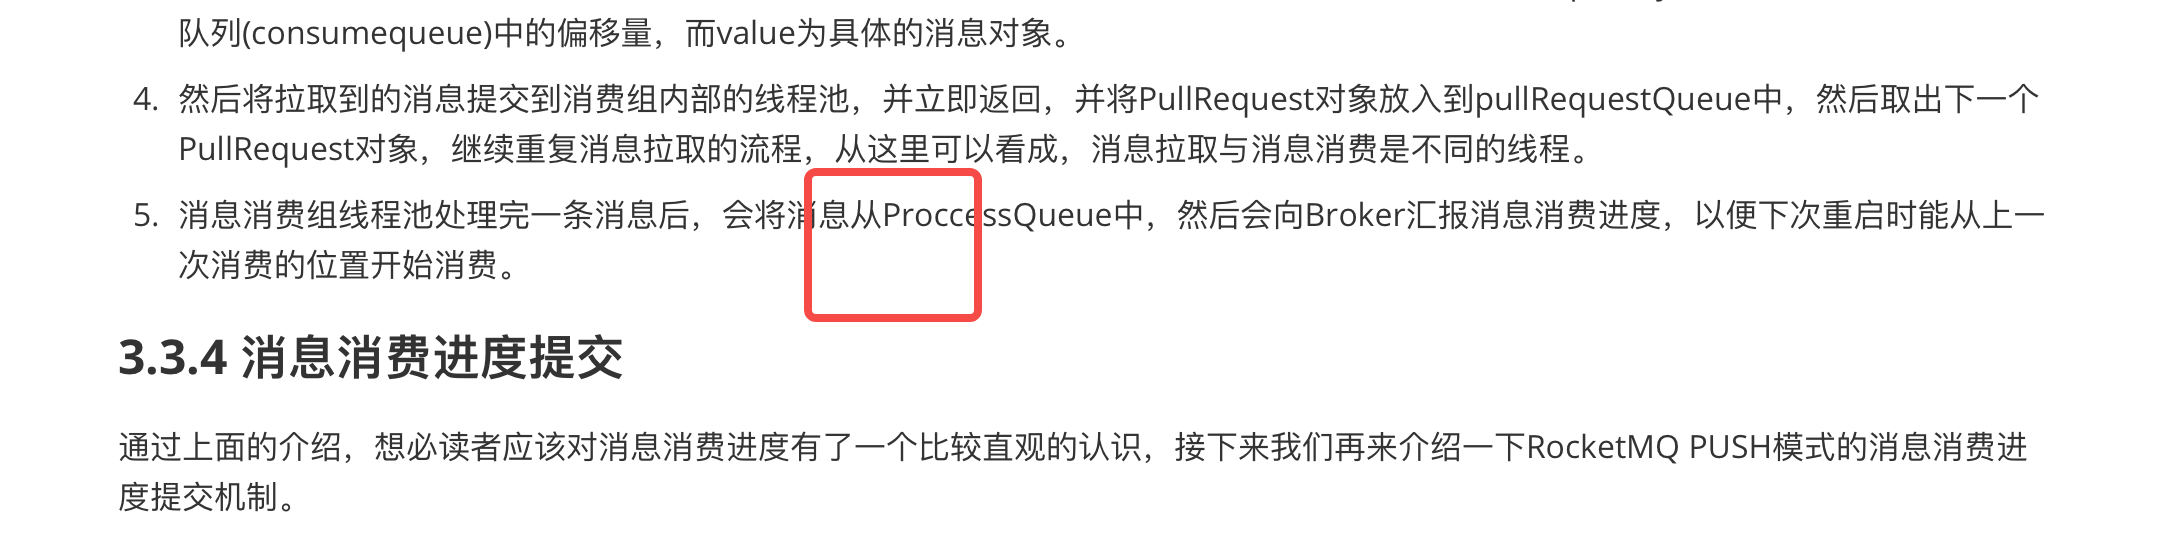 队列(consumequeue)中的偏移量，而value为具体的消息对象。
4. 然后将拉取到的消息提交到消费组内部的线程池，并立即返回，并将PullRequest对象放入到pullRequestQueue中，然后取出下一个
PullRequest对象，继续重复消息拉取的流程，从这里可以看成，消息拉取与消息消费是不同的线程。
5. 消息消费组线程池处理完一条消息后，会将消息从ProccessQueue中，然后会向Broker汇报消息消费进度，以便下次重启时能从上一
次消费的位置开始消费。
3.3.4 消息消费进度提交
通过上面的介绍，想必读者应该对消息消费进度有了一个比较直观的认识，接下来我们再来介绍一下RocketMQ PUSH模式的消息消费进
度提交机制。